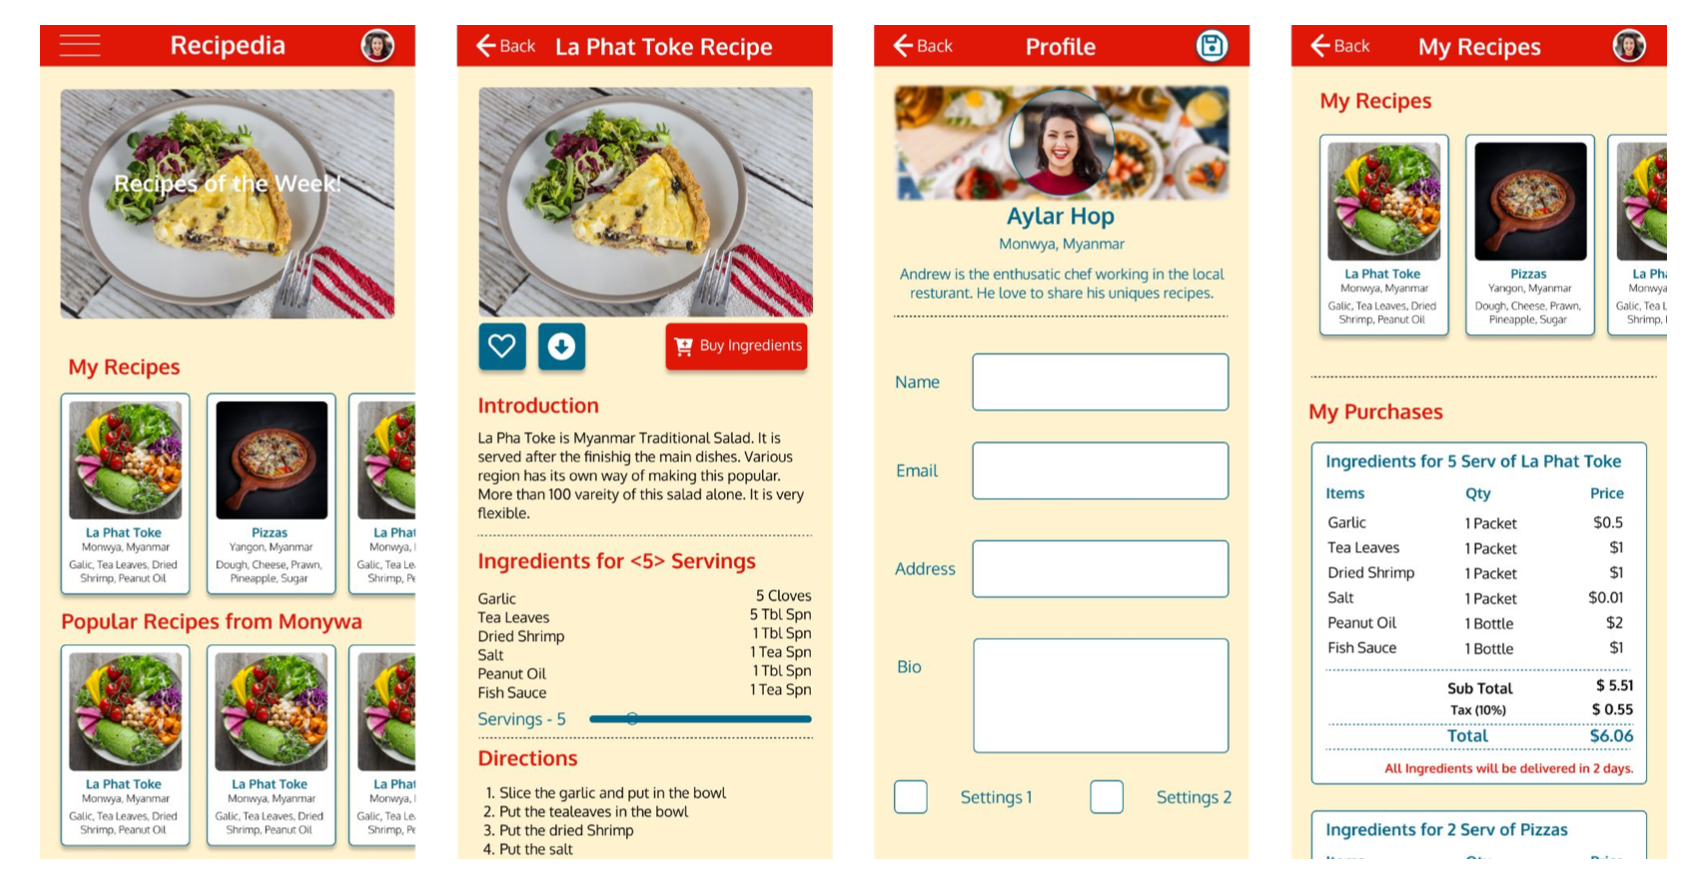 Recipedia
Recipes of the Week!
My Recipes
La Phat Toke
Monwya, Myanmar
Galic, Tea Leaves, Dried
Shrimp, Peanut Oil
Pizzas
Yangon, Myanmar
Dough, Cheese, Prawn,
Pineapple, Sugar
La Phat
Monwya,
Galic, Tea Le
Shrimp, Pe
Popular Recipes from Monywa
La Phat Toke
Monwya, Myanmar
Galic, Tea Leaves, Dried
Shrimp, Peanut Oil
La Phat Toke
Monwya, Myanmar
Galic, Tea Leaves, Dried
Shrimp, Peanut Oil
La Phat
Monwya,
Galic, Tea Le
Shrimp, Pe
Back
La Phat Toke Recipe
Buy Ingredients
Introduction
La Pha Toke is Myanmar Traditional Salad. It is
served after the finishig the main dishes. Various
region has its own way of making this popular.
More than 100 vareity of this salad alone. It is very
flexible.
Ingredients for <5> Servings
Garlic 5 Cloves
Tea Leaves 5 Tbl Spn
Dried Shrimp 1 Tbl Spn
Salt 1 Tea Spn
Peanut Oil 1 Tbl Spn
Fish Sauce 1 Tea Spn
Servings - 5
Directions
1. Slice the garlic and put in the bowl
2. Put the tealeaves in the bowl
3. Put the dried Shrimp
4. Put the salt
Back
Profile
Aylar Hop
Monwya, Myanmar
Andrew is the enthusatic chef working in the local
resturant. He love to share his uniques recipes.
Name
Email
Address
Bio
Settings 1
Settings 2
Back
My Recipes
My Recipes
La Phat Toke
Monwya, Myanmar
Galic, Tea Leaves, Dried
Shrimp, Peanut Oil
Pizzas
Yangon, Myanmar
Dough, Cheese, Prawn,
Pineapple, Sugar
La Pha
Monwya
Galic, Tea L
Shrimp,
My Purchases
Ingredients for 5 Serv of La Phat Toke
Items Qty Price
Garlic 1 Packet $0.5
Tea Leaves 1 Packet $1
Dried Shrimp 1 Packet $1
Salt 1 Packet $0.01
Peanut Oil 1 Bottle $2
Fish Sauce 1 Bottle $1
Sub Total $ 5.51
Tax (10%) $ 0.55
Total $6.06
All Ingredients will be delivered in 2 days.
Ingredients for 2 Serv of Pizzas